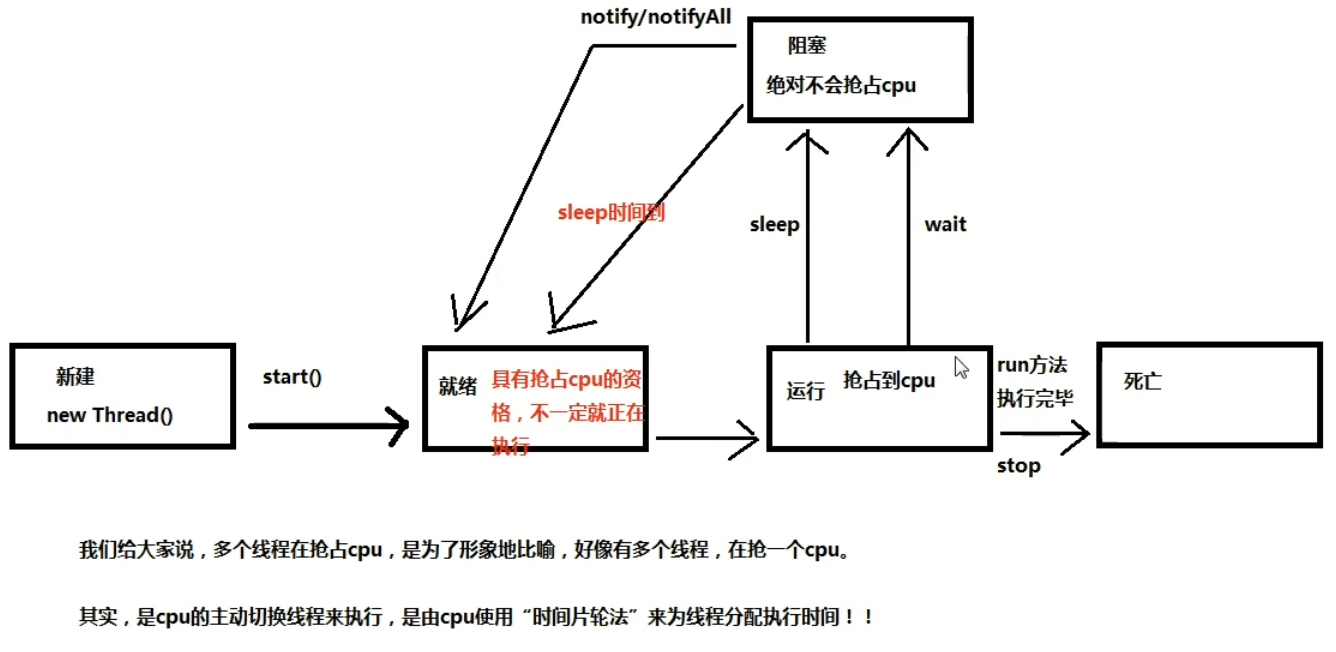 notify/notifyAll
阻塞
绝对不会抢占cpu
sleep时间到
sleep
wait
新建
new Thread()
start()
就绪
具有抢占cpu的资
格，不一定就正在
执行
运行
抢占到cpu
run方法
执行完毕
stop
死亡
我们给大家说，多个线程在抢占cpu，是为了形象地比喻，好像有多个线程，在抢一个cpu。
其实，是cpu的主动切换线程来执行，是由cpu使用“时间片轮法”来为线程分配执行时间！！